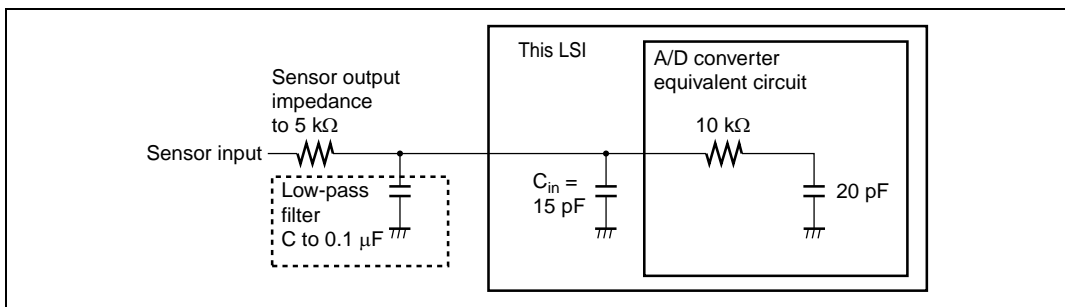 This LSI
A/D converter
equivalent circuit
Sensor output
impedance
to 5 kΩ
10 kΩ
Sensor input
Low-pass
filter
C to 0.1 μF
Cin =
15 pF
20 pF